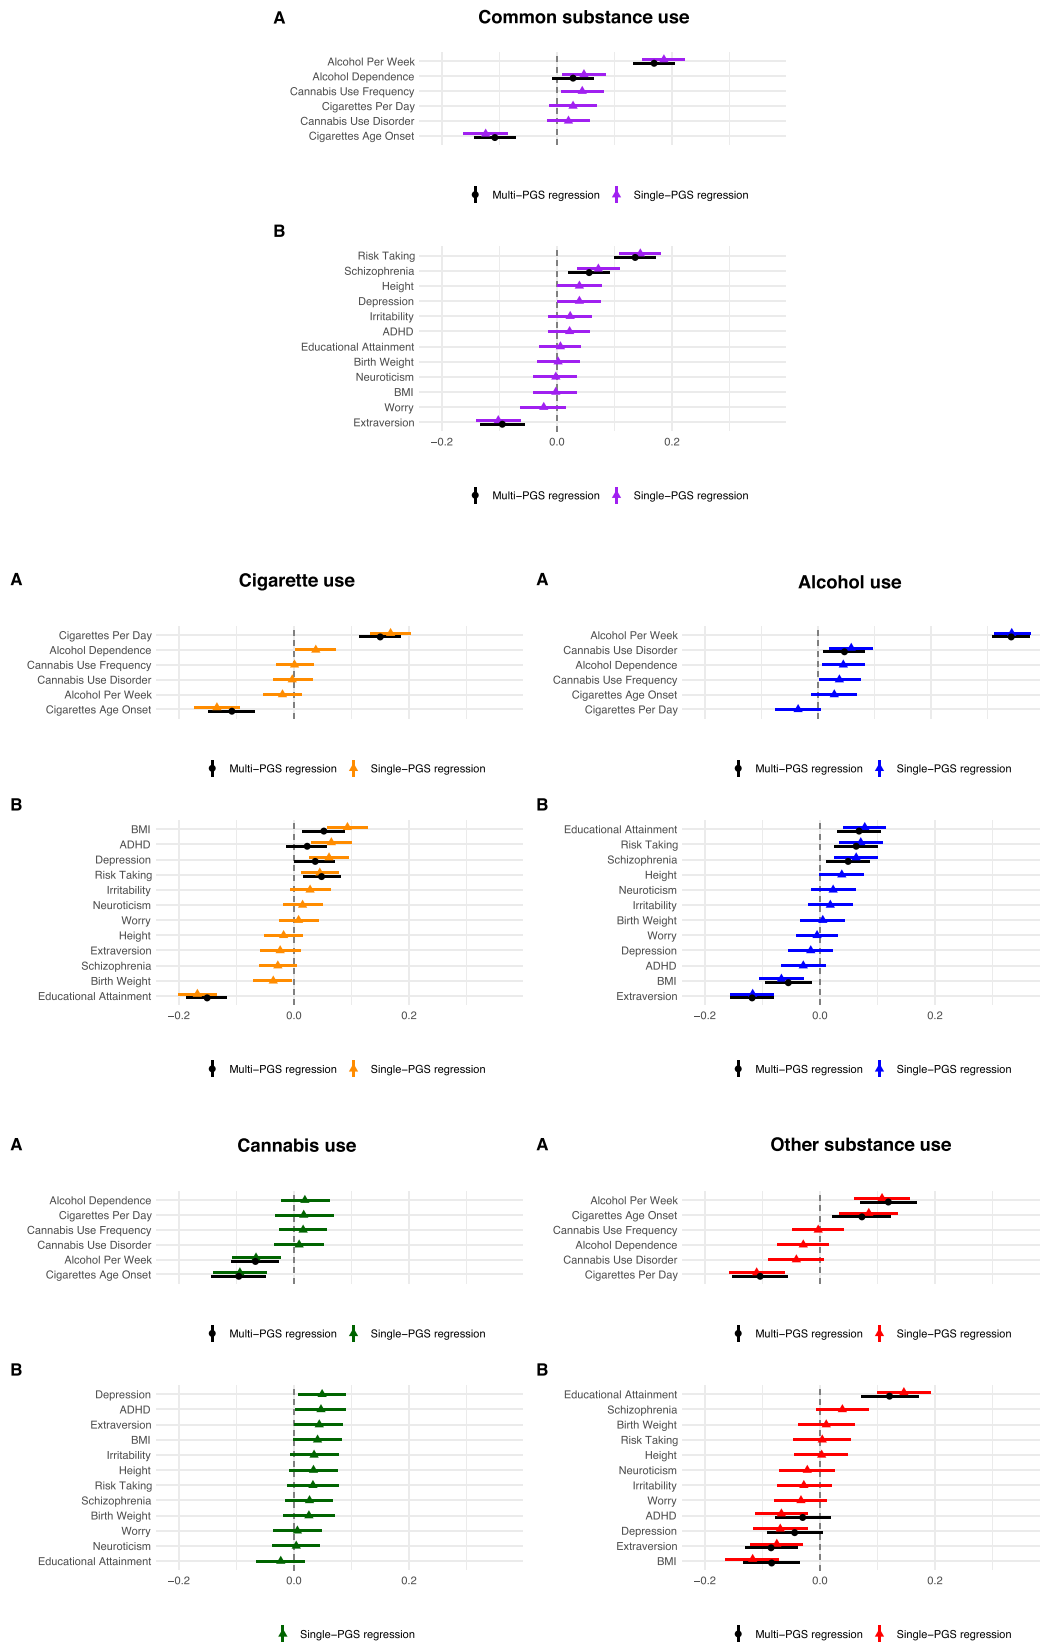 A
Common substance use
Alcohol Per Week
Alcohol Dependence
Cannabis Use Frequency
Cigarettes Per Day
Cannabis Use Disorder
Cigarettes Age Onset
Multi−PGS regression Single−PGS regression
B
Risk Taking
Schizophrenia
Height
Depression
Irritability
ADHD
Educational Attainment
Birth Weight
Neuroticism
BMI
Worry
Extraversion
−0.2 0.0 0.2
Multi−PGS regression Single−PGS regression
A
Cigarette use
Cigarettes Per Day
Alcohol Dependence
Cannabis Use Frequency
Cannabis Use Disorder
Alcohol Per Week
Cigarettes Age Onset
Multi−PGS regression Single−PGS regression
B
BMI
ADHD
Depression
Risk Taking
Irritability
Neuroticism
Worry
Height
Extraversion
Schizophrenia
Birth Weight
Educational Attainment
−0.2 0.0 0.2
Multi−PGS regression Single−PGS regression
A
Alcohol use
Alcohol Per Week
Cannabis Use Disorder
Alcohol Dependence
Cannabis Use Frequency
Cigarettes Age Onset
Cigarettes Per Day
Multi−PGS regression Single−PGS regression
B
Educational Attainment
Risk Taking
Schizophrenia
Height
Neuroticism
Irritability
Birth Weight
Worry
Depression
ADHD
BMI
Extraversion
−0.2 0.0 0.2
Multi−PGS regression Single−PGS regression
A
Cannabis use
Alcohol Dependence
Cigarettes Per Day
Cannabis Use Frequency
Cannabis Use Disorder
Alcohol Per Week
Cigarettes Age Onset
Multi−PGS regression Single−PGS regression
B
Depression
ADHD
Extraversion
BMI
Irritability
Height
Risk Taking
Schizophrenia
Birth Weight
Worry
Neuroticism
Educational Attainment
−0.2 0.0 0.2
Single−PGS regression
A
Other substance use
Alcohol Per Week
Cigarettes Age Onset
Cannabis Use Frequency
Alcohol Dependence
Cannabis Use Disorder
Cigarettes Per Day
Multi−PGS regression Single−PGS regression
B
Educational Attainment
Schizophrenia
Birth Weight
Risk Taking
Height
Neuroticism
Irritability
Worry
ADHD
Depression
Extraversion
BMI
−0.2 0.0 0.2
Multi−PGS regression Single−PGS regression